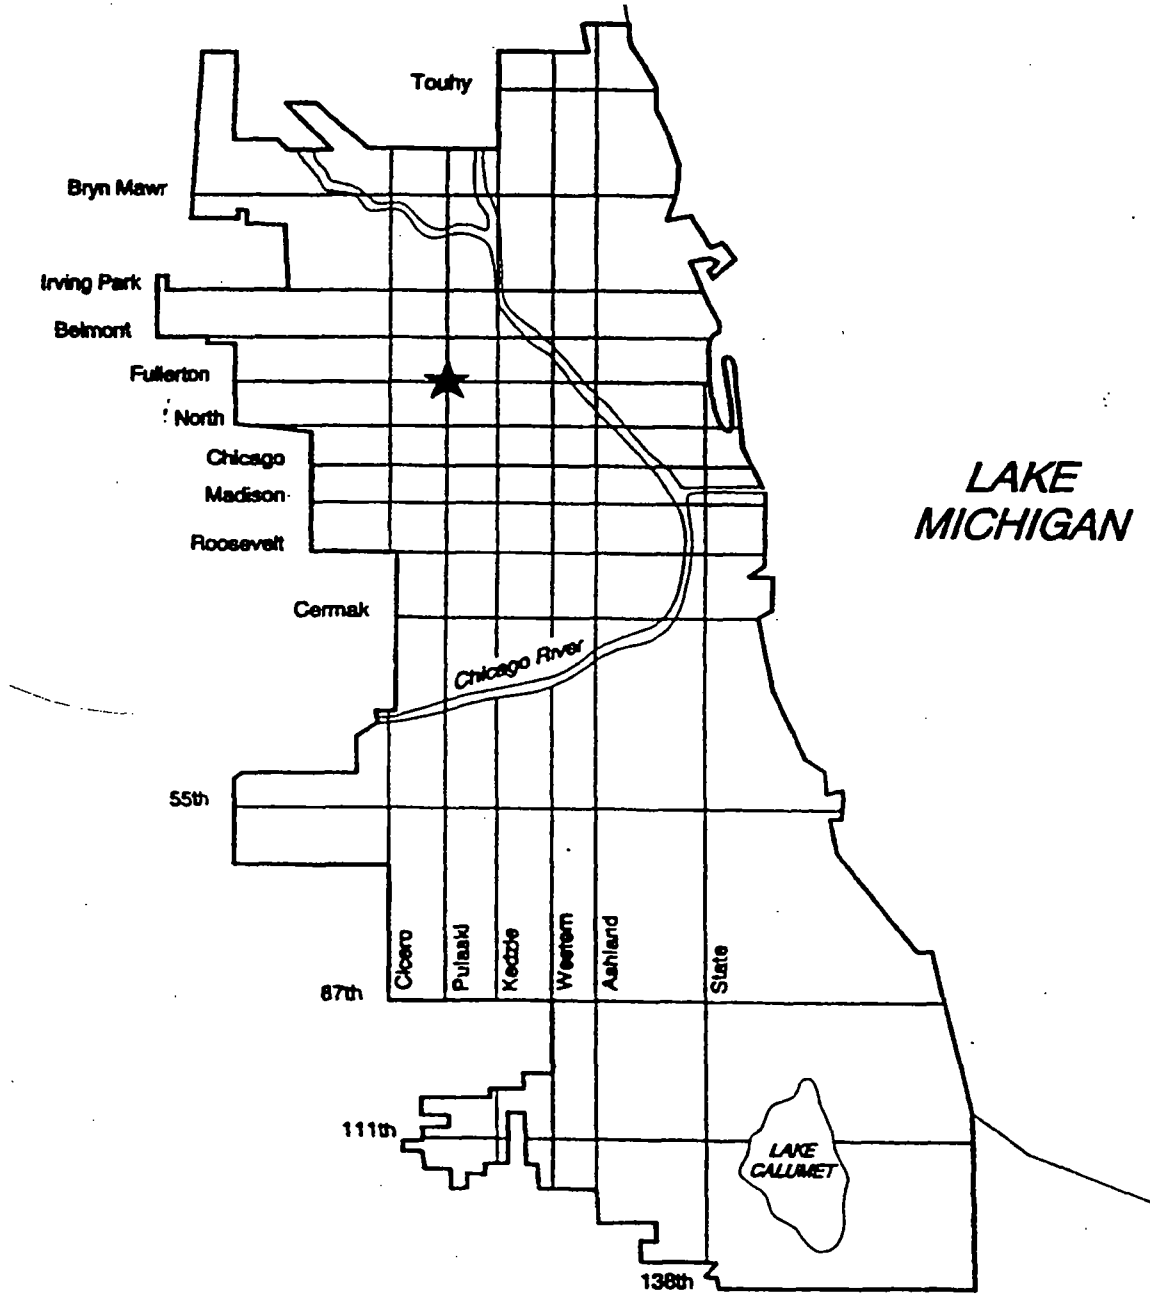 Touhy
Bryn Mawr
Irving Park
Belmont
Fullerton
North
Chicago
LAKE
MICHIGAN
Madison
Roosevelt
Cermak
Chicago River
55th
Cicero
Pulaski
Kedzie
Western
Ashland
State
87th
111th
LAKE
CALUMET
138th